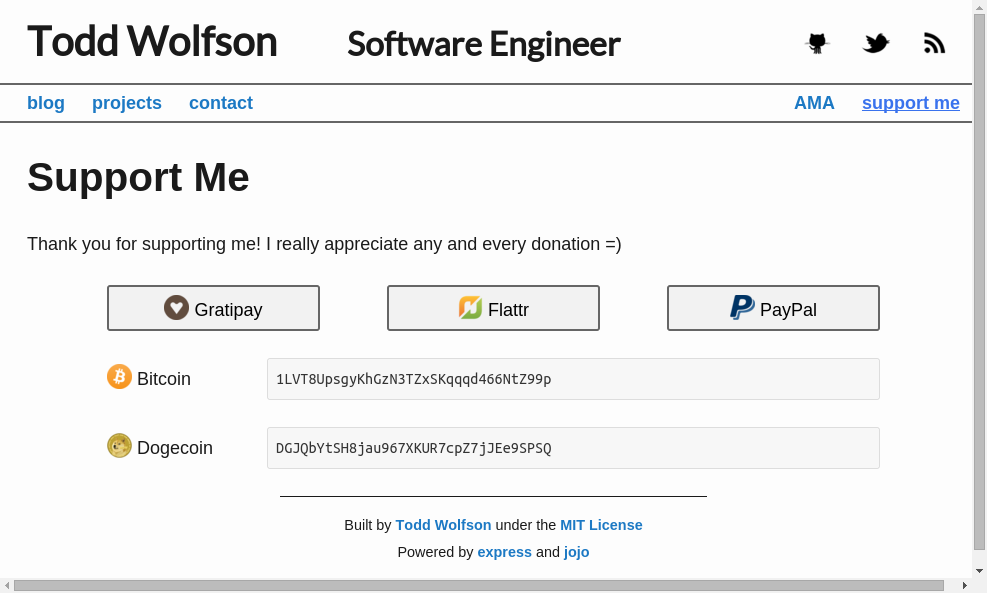 Todd Wolfson Software Engineer
blog projects contact AMA support me
Support Me
Thank you for supporting me! I really appreciate any and every donation =)
Gratipay Flattr PayPal
Bitcoin 1LVT8UpsgyKhGzN3TZxSKqqqd466NtZ99p
Dogecoin DGJQbYtSH8jau967XKUR7cpZ7jJEe9SPSQ
Built by Todd Wolfson under the MIT License
Powered by express and jojo